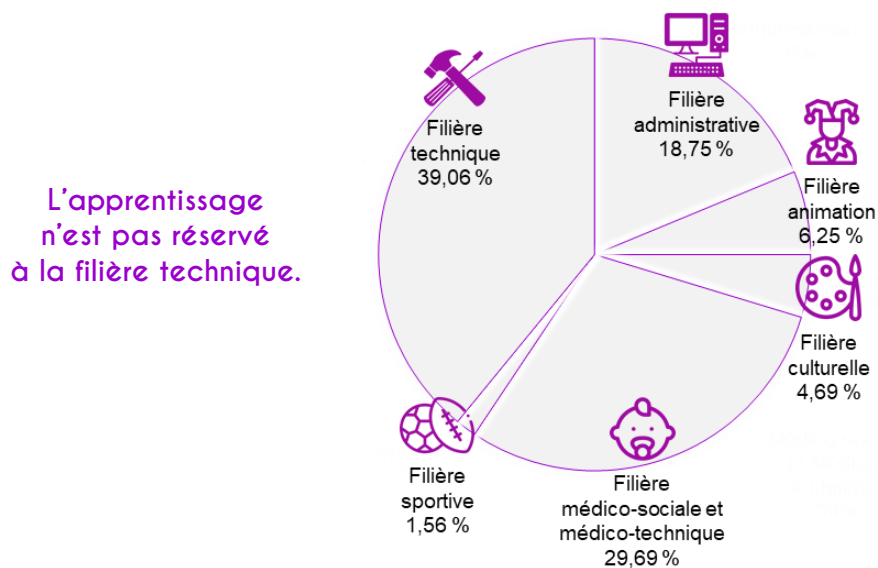 L'apprentissage
n'est pas réservé
à la filière technique.
Filière
technique
39,06 %
Filière
administrative
18,75 %
Filière
animation
6,25 %
Filière
culturelle
4,69 %
Filière
médico-sociale et
médico-technique
29,69 %
Filière
sportive
1,56 %